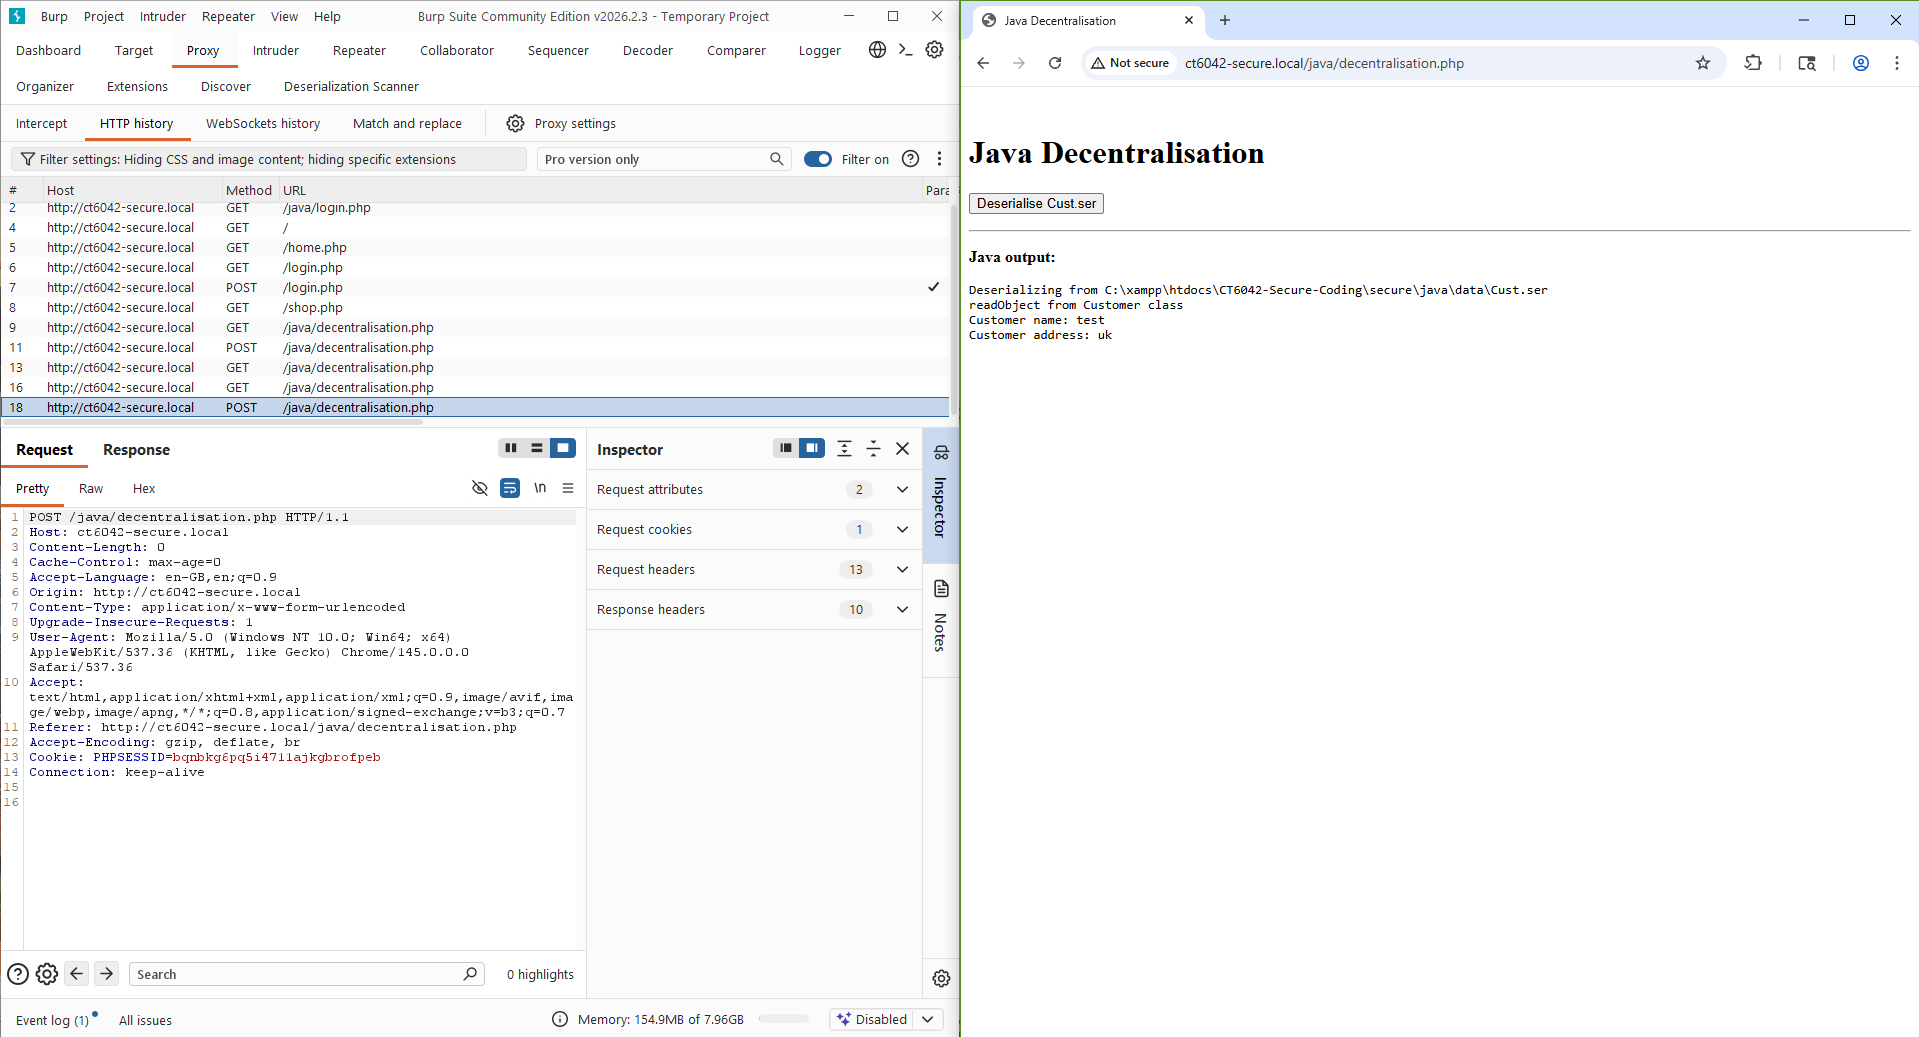 Burp Project Intruder Repeater View Help Burp Suite Community Edition v2026.2.3 - Temporary Project
Dashboard Target Proxy Intruder Repeater Collaborator Sequencer Decoder Comparer Logger
Organizer Extensions Discover Deserialization Scanner
Intercept HTTP history WebSockets history Match and replace Proxy settings
Filter settings: Hiding CSS and image content; hiding specific extensions Pro version only Filter on
# Host Method URL Para
2 http://ct6042-secure.local GET /java/login.php
4 http://ct6042-secure.local GET /
5 http://ct6042-secure.local GET /home.php
6 http://ct6042-secure.local GET /login.php
7 http://ct6042-secure.local POST /login.php
8 http://ct6042-secure.local GET /shop.php
9 http://ct6042-secure.local GET /java/decentralisation.php
11 http://ct6042-secure.local POST /java/decentralisation.php
13 http://ct6042-secure.local GET /java/decentralisation.php
16 http://ct6042-secure.local GET /java/decentralisation.php
18 http://ct6042-secure.local POST /java/decentralisation.php
Request Response
Pretty Raw Hex \n
1 POST /java/decentralisation.php HTTP/1.1
2 Host: ct6042-secure.local
3 Content-Length: 0
4 Cache-Control: max-age=0
5 Accept-Language: en-GB,en;q=0.9
6 Origin: http://ct6042-secure.local
7 Content-Type: application/x-www-form-urlencoded
8 Upgrade-Insecure-Requests: 1
9 User-Agent: Mozilla/5.0 (Windows NT 10.0; Win64; x64)
AppleWebKit/537.36 (KHTML, like Gecko) Chrome/145.0.0.0
Safari/537.36
10 Accept:
text/html,application/xhtml+xml,application/xml;q=0.9,image/avif,ima
ge/webp,image/apng,*/*;q=0.8,application/signed-exchange;v=b3;q=0.7
11 Referer: http://ct6042-secure.local/java/decentralisation.php
12 Accept-Encoding: gzip, deflate, br
13 Cookie: PHPSESSID=bqnbkg6pq5i4711ajkgbrofpeb
14 Connection: keep-alive
15
16
Search 0 highlights
Inspector
Request attributes 2
Request cookies 1
Request headers 13
Response headers 10
Inspector
Notes
Event log (1) All issues Memory: 154.9MB of 7.96GB Disabled
Java Decentralisation
Not secure ct6042-secure.local/java/decentralisation.php
Java Decentralisation
Deserialise Cust.ser
Java output:
Deserializing from C:\xampp\htdocs\CT6042-Secure-Coding\secure\java\data\Cust.ser
readObject from Customer class
Customer name: test
Customer address: uk